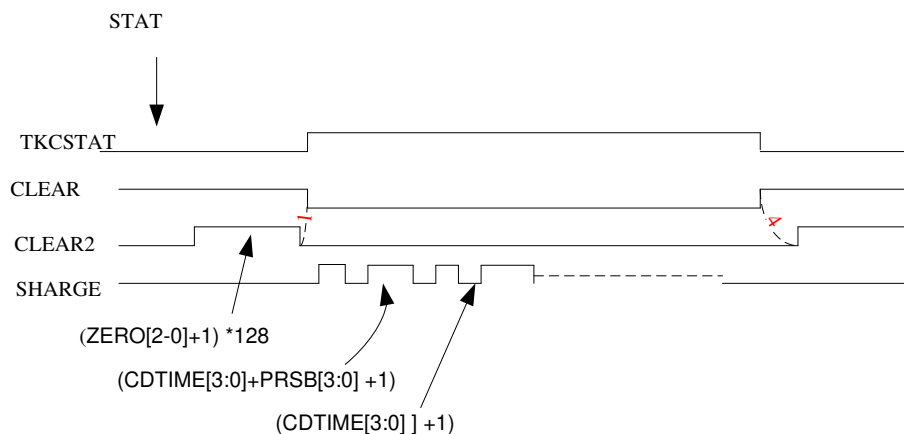 STAT
TKCSTAT
CLEAR
1
4
CLEAR2
SHARGE
(ZERO[2-0]+1) *128
(CDTIME[3:0]+PRSB[3:0] +1)
(CDTIME[3:0] ] +1)